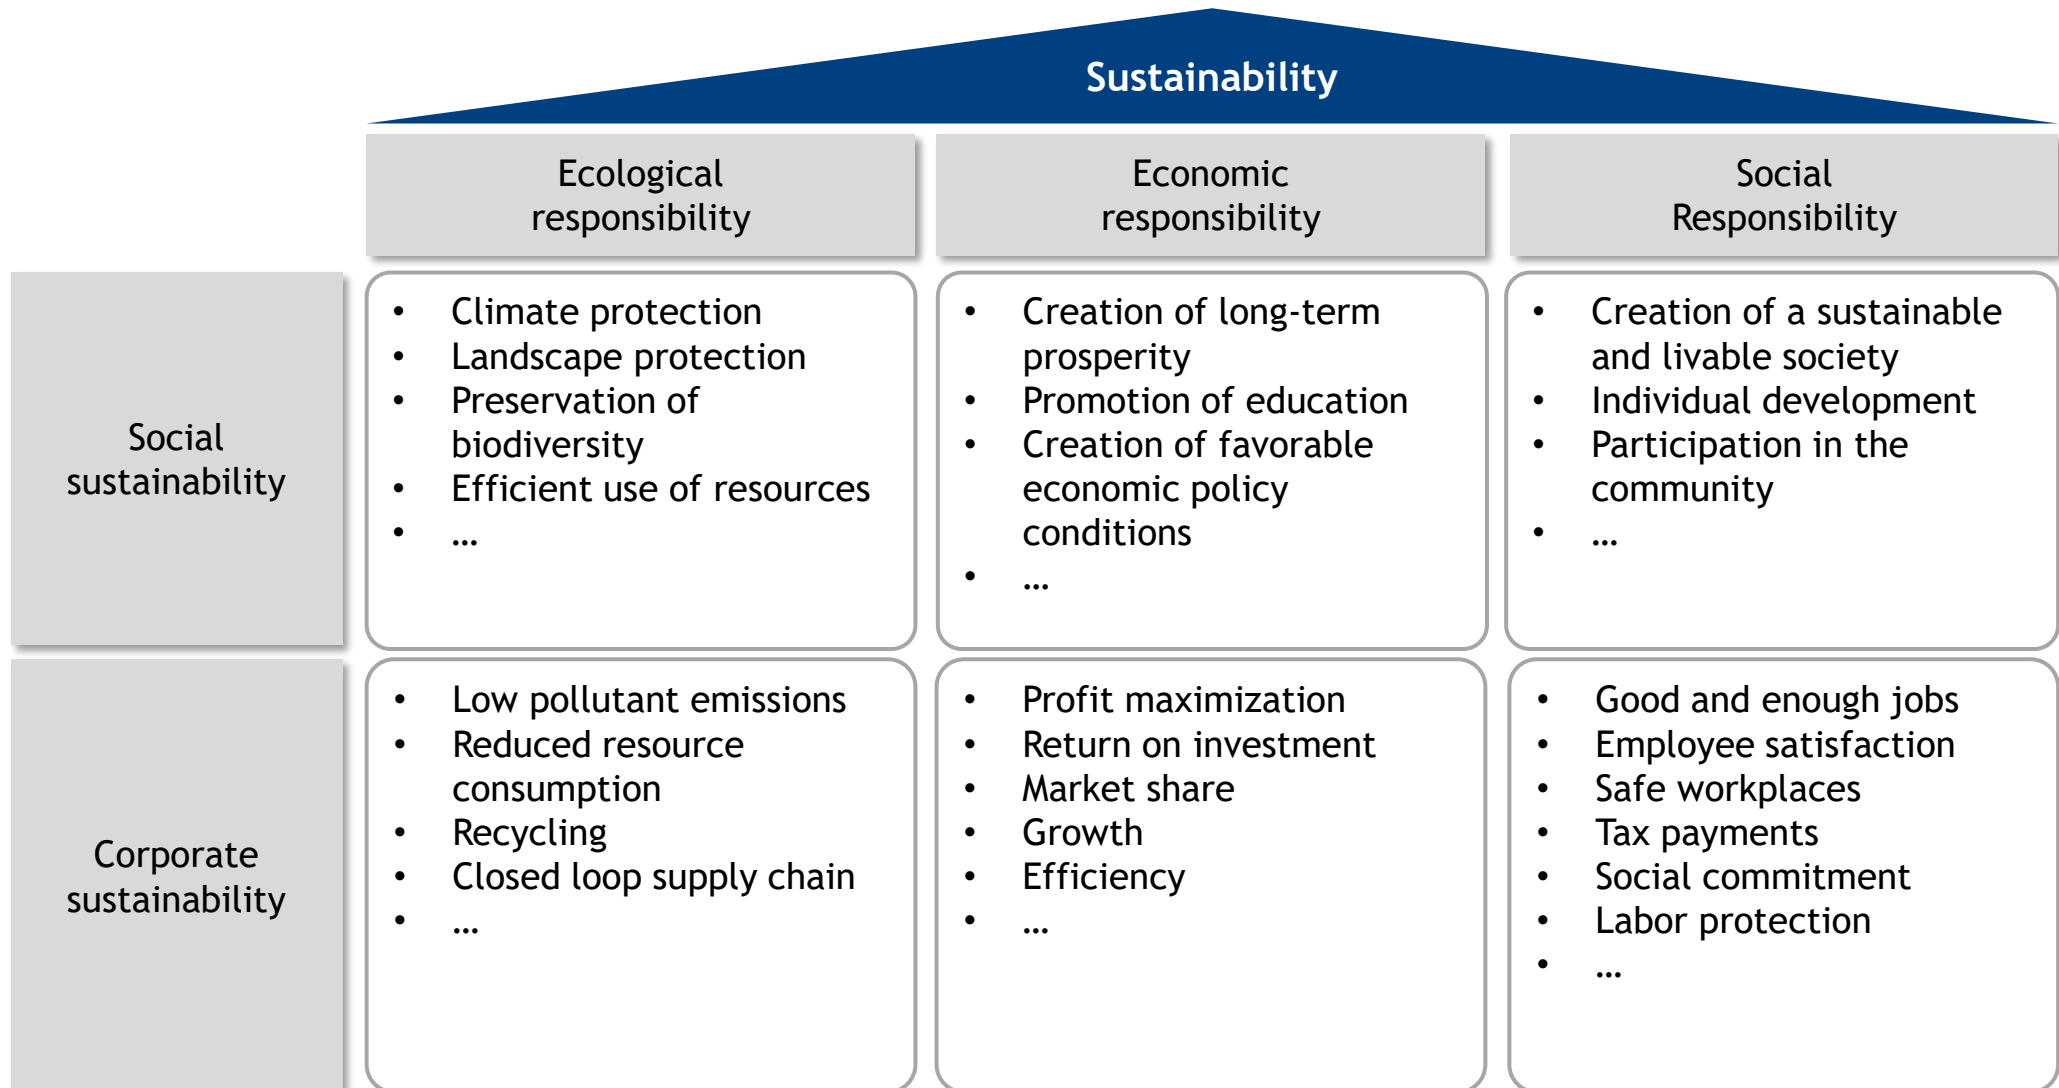 Sustainability
Ecological
responsibility
Economic
responsibility
Social
Responsibility
Social
sustainability
• Climate protection
• Landscape protection
• Preservation of
biodiversity
• Efficient use of resources
• …
• Creation of long-term
prosperity
• Promotion of education
• Creation of favorable
economic policy
conditions
• …
• Creation of a sustainable
and livable society
• Individual development
• Participation in the
community
• …
Corporate
sustainability
• Low pollutant emissions
• Reduced resource
consumption
• Recycling
• Closed loop supply chain
• …
• Profit maximization
• Return on investment
• Market share
• Growth
• Efficiency
• …
• Good and enough jobs
• Employee satisfaction
• Safe workplaces
• Tax payments
• Social commitment
• Labor protection
• …